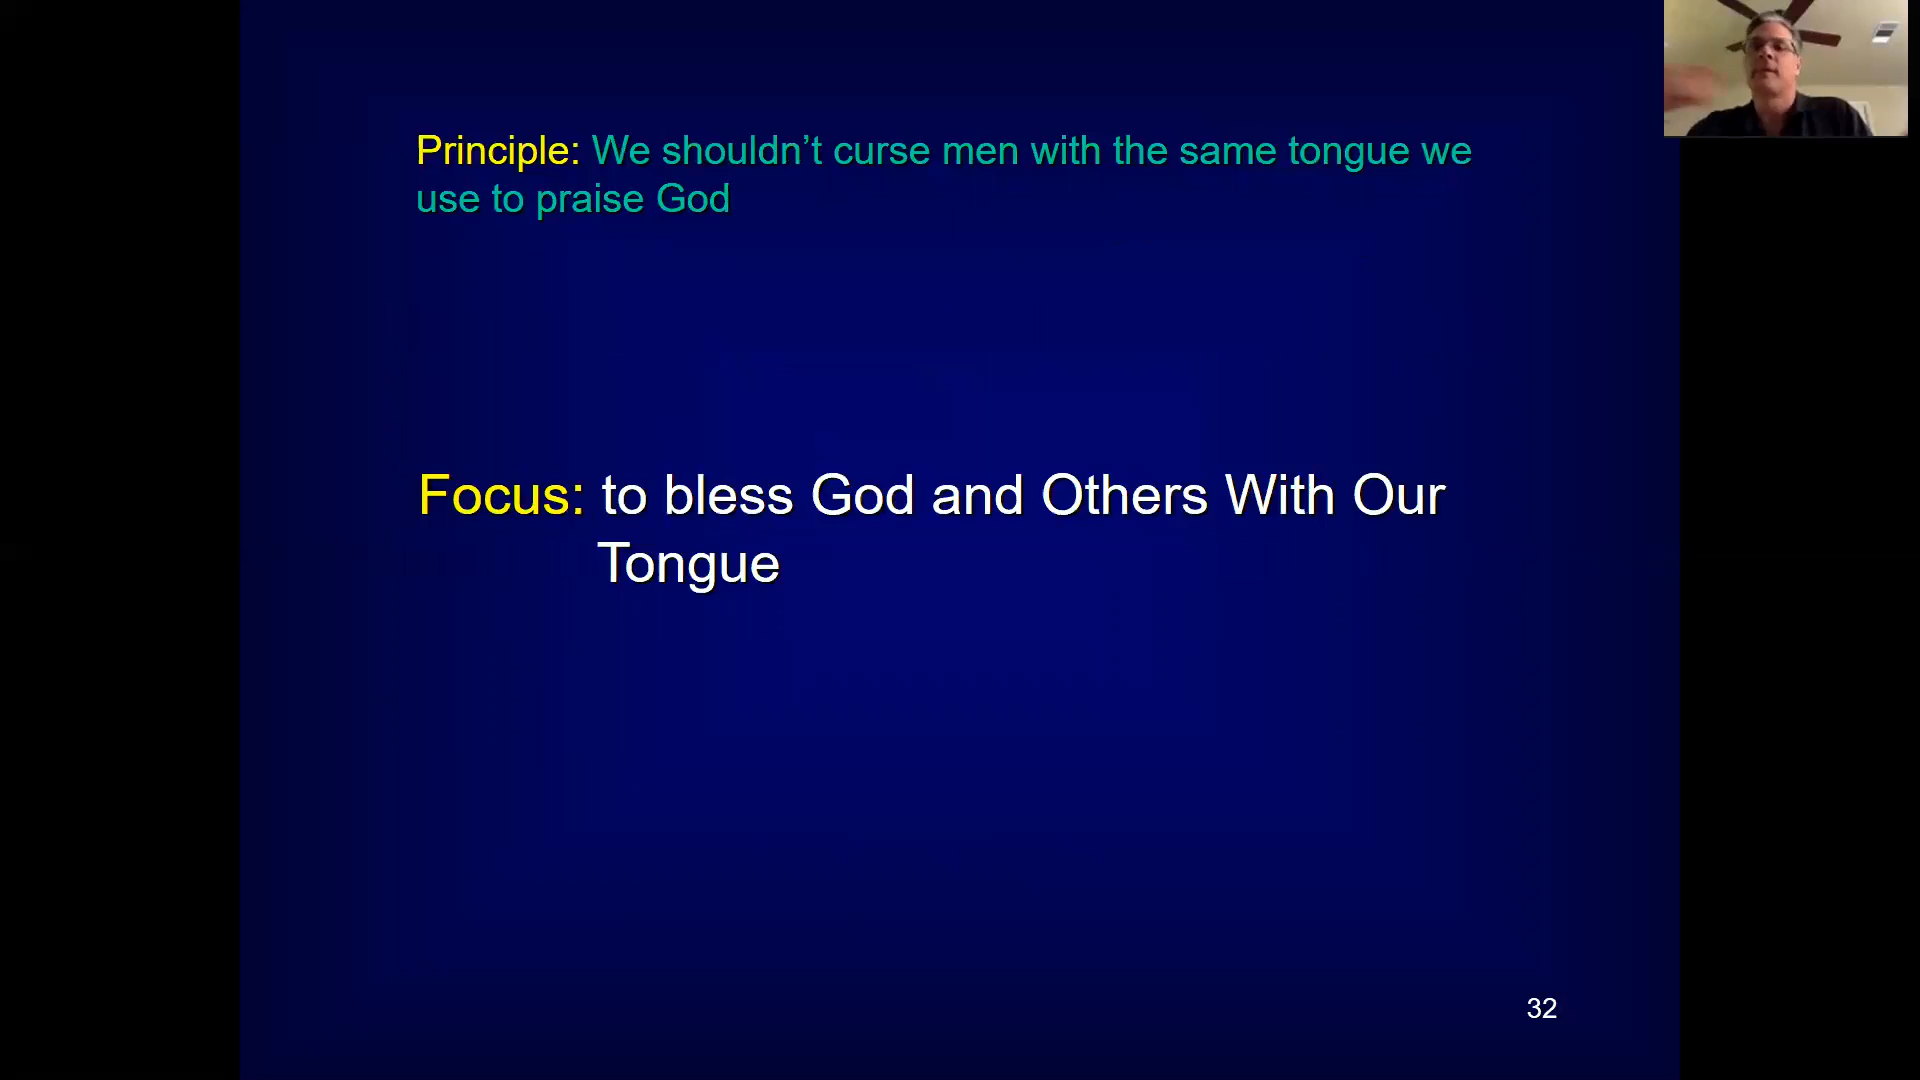 Principle: We shouldn’t curse men with the same tongue we
use to praise God
Focus: to bless God and Others With Our
Tongue
32